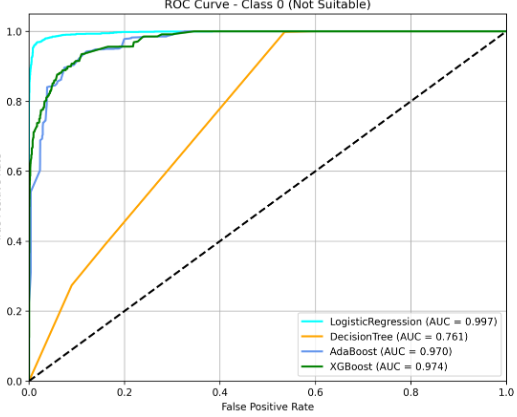 ROC Curve - Class 0 (Not Suitable)
1.0
0.8
0.6
0.4
0.2
0.0
0.0 0.2 0.4 0.6 0.8 1.0
False Positive Rate
LogisticRegression (AUC = 0.997)
DecisionTree (AUC = 0.761)
AdaBoost (AUC = 0.970)
XGBoost (AUC = 0.974)